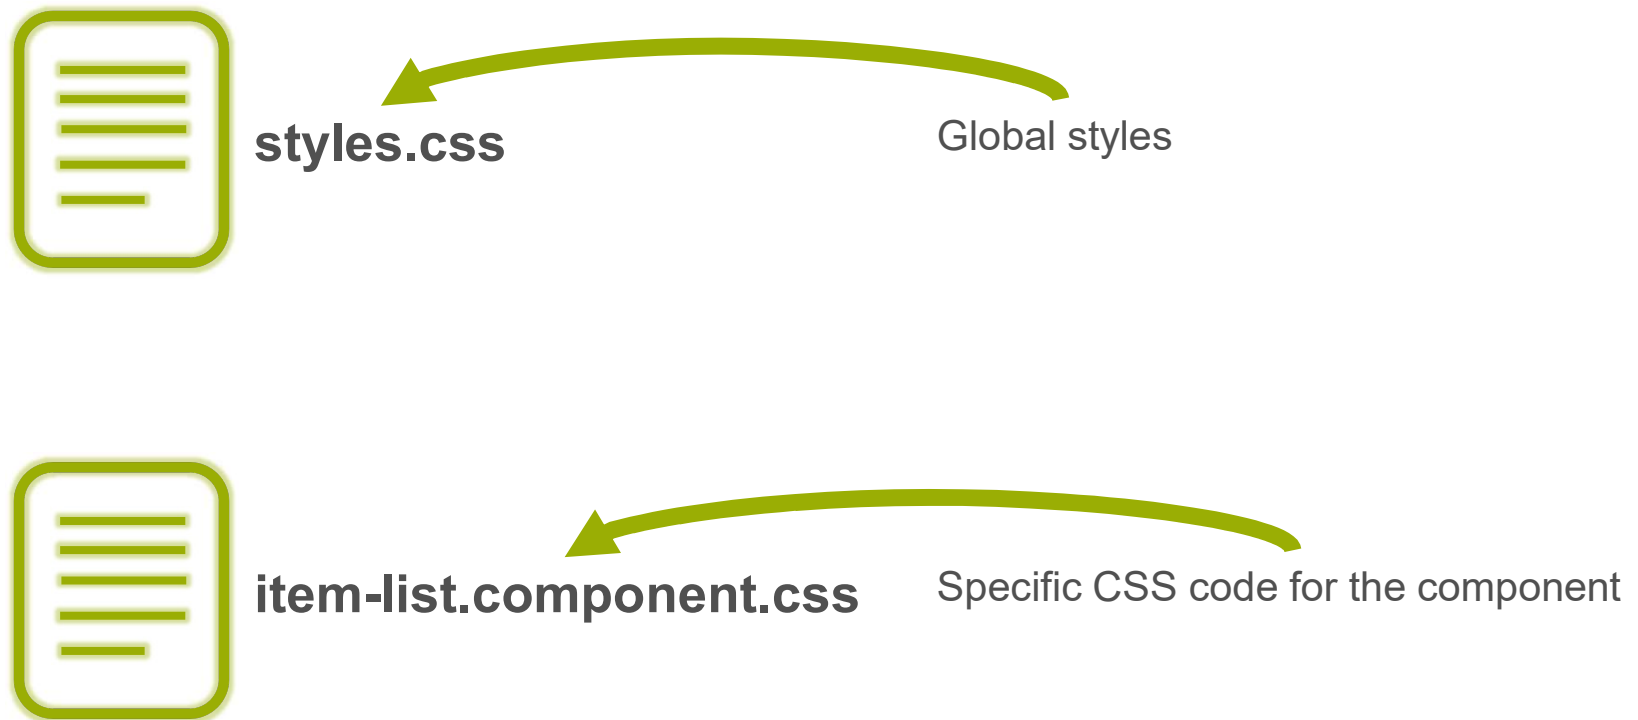 styles.css
Global styles
item-list.component.css
Specific CSS code for the component